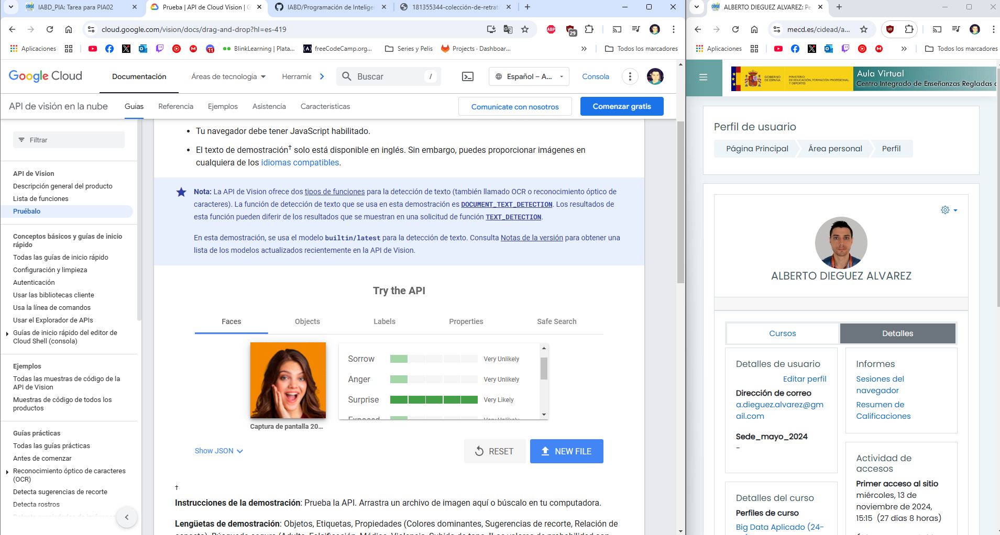 IABD_PIA: Tarea para PIA02
Prueba | API de Cloud Vision | G
IABD/Programación de Intelige
181355344-colección-de-retrat
cloud.google.com/vision/docs/drag-and-drop?hl=es-419
ABP
29
Aplicaciones
11
BlinkLearning | Plata...
freeCodeCamp.org...
Series y Pelis
Projects · Dashboar...
»
Todos los marcadores
Google Cloud
Documentación
Áreas de tecnología
Herramie
Buscar
/
Español – A...
Consola
API de visión en la nube
Guías
Referencia
Ejemplos
Asistencia
Características
Comunícate con nosotros
Comenzar gratis
Filtrar
API de Vision
Descripción general del producto
Lista de funciones
Pruébalo
Conceptos básicos y guías de inicio
rápido
Todas las guías de inicio rápido
Configuración y limpieza
Autenticación
Usar las bibliotecas cliente
Usa la línea de comandos
Usar el Explorador de APIs
Guías de inicio rápido del editor de
Cloud Shell (consola)
Ejemplos
Todas las muestras de código de la
API de Vision
Muestras de código de todos los
productos
Guías prácticas
Todas las guías prácticas
Antes de comenzar
Reconocimiento óptico de caracteres
(OCR)
Detecta sugerencias de recorte
Detecta rostros
• Tu navegador debe tener JavaScript habilitado.
• El texto de demostración† solo está disponible en inglés. Sin embargo, puedes proporcionar imágenes en
cualquiera de los idiomas compatibles.
Nota: La API de Vision ofrece dos tipos de funciones para la detección de texto (también llamado OCR o reconocimiento óptico de
caracteres). La función de detección de texto que se usa en esta demostración es DOCUMENT_TEXT_DETECTION. Los resultados de
esta función pueden diferir de los resultados que se muestran en una solicitud de función TEXT_DETECTION.
En esta demostración, se usa el modelo builtin/latest para la detección de texto. Consulta Notas de la versión para obtener una
lista de los modelos actualizados recientemente en la API de Vision.
Try the API
Faces
Objects
Labels
Properties
Safe Search
Sorrow
Very Unlikely
Anger
Very Unlikely
Surprise
Very Likely
Exposed
Very Unlikely
Captura de pantalla 20...
Show JSON
RESET
NEW FILE
†
Instrucciones de la demostración: Prueba la API. Arrastra un archivo de imagen aquí o búscalo en tu computadora.
Lengüetas de demostración: Objetos, Etiquetas, Propiedades (Colores dominantes, Sugerencias de recorte, Relación de
ALBERTO DIEGUEZ ALVAREZ: Pe
mecd.es/cidead/a...
Aplicaciones
»
Todos los marcadores
GOBIERNO
DE ESPAÑA
MINISTERIO
DE EDUCACIÓN, FORMACIÓN PROFESIONAL
Y DEPORTES
Aula Virtual
Centro Integrado de Enseñanzas Regladas
Perfil de usuario
Página Principal
Área personal
Perfil
ALBERTO DIEGUEZ ALVAREZ
Cursos
Detalles
Detalles de usuario
Editar perfil
Dirección de correo
a.dieguez.alvarez@gm
ail.com
Sede_mayo_2024
-
Detalles del curso
Perfiles de curso
Big Data Aplicado (24-
Informes
Sesiones del
navegador
Resumen de
Calificaciones
Actividad de
accesos
Primer acceso al sitio
miércoles, 13 de
noviembre de 2024,
15:15 (27 días 8 horas)